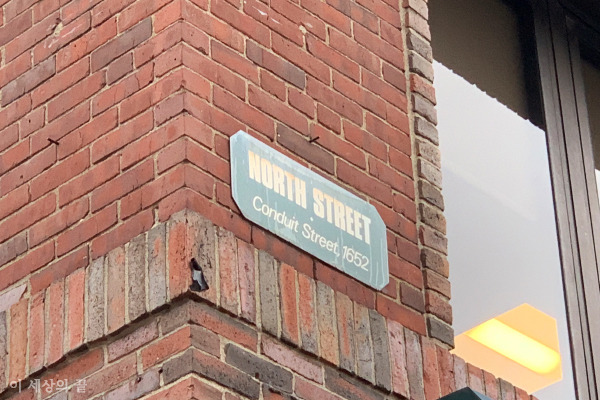 NORTH STREET
Conduit Street, 1652
이 세상의 끝